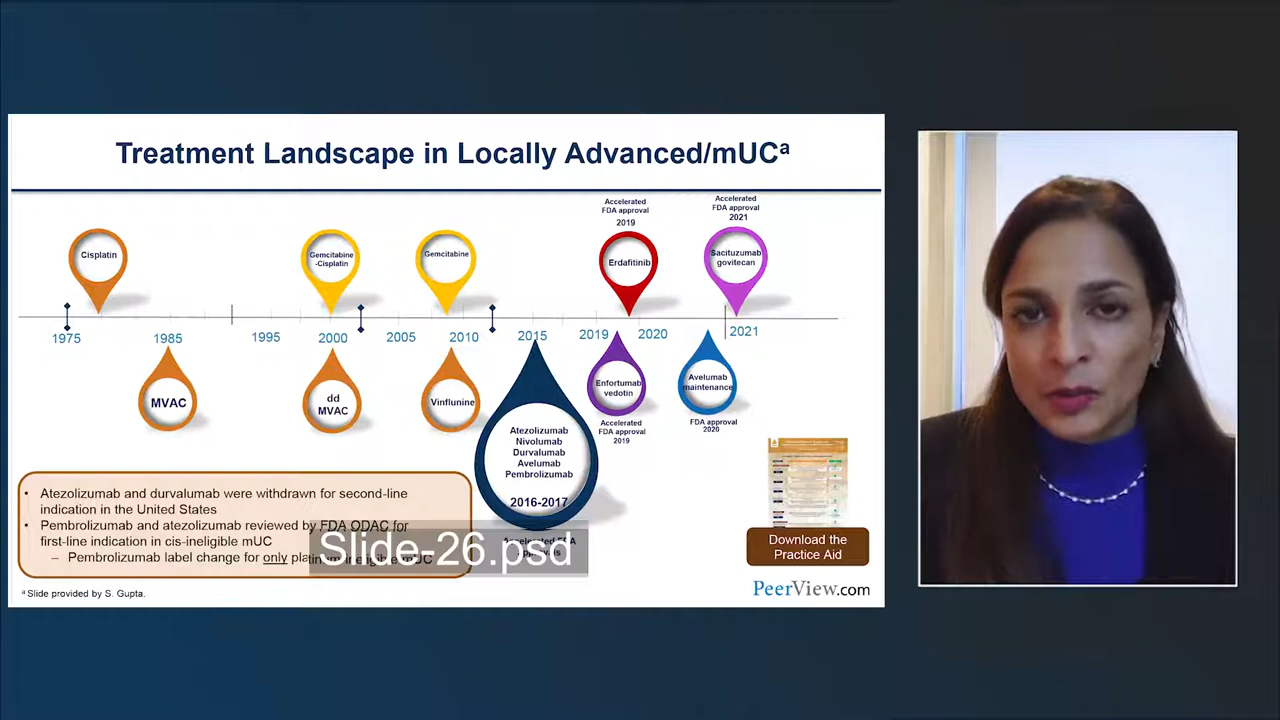 Treatment Landscape in Locally Advanced/mUCᵃ
Accelerated
FDA approval
2019
Accelerated
FDA approval
2021
Cisplatin
Gemcitabine
-Cisplatin
Gemcitabine
Erdafitinib
Sacituzumab
govitecan
1975
1985
1995
2000
2005
2010
2015
2019
2020
2021
MVAC
dd
MVAC
Vinflunine
Atezolizumab
Nivolumab
Durvalumab
Avelumab
Pembrolizumab
2016-2017
Accelerated FDA
Enfortumab
vedotin
Accelerated
FDA approval
2019
Avelumab
maintenance
FDA approval
2020
• Atezolizumab and durvalumab were withdrawn for second-line
indication in the United States
• Pembrolizumab and atezolizumab reviewed by FDA ODAC for
first-line indication in cis-ineligible mUC
– Pembrolizumab label change for only platinum-ineligible mUC
Slide-26.psd
Download the
Practice Aid
ᵃ Slide provided by S. Gupta.
PeerView.com